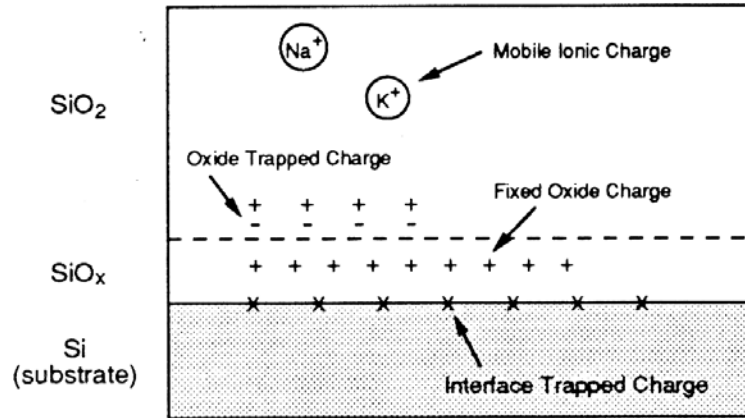 Na+
Mobile Ionic Charge
K+
SiO2
Oxide Trapped Charge
Fixed Oxide Charge
+ + + +
- - - -
SiOx
+ + + + + + + + +
x x x x x x x
Si
(substrate)
Interface Trapped Charge